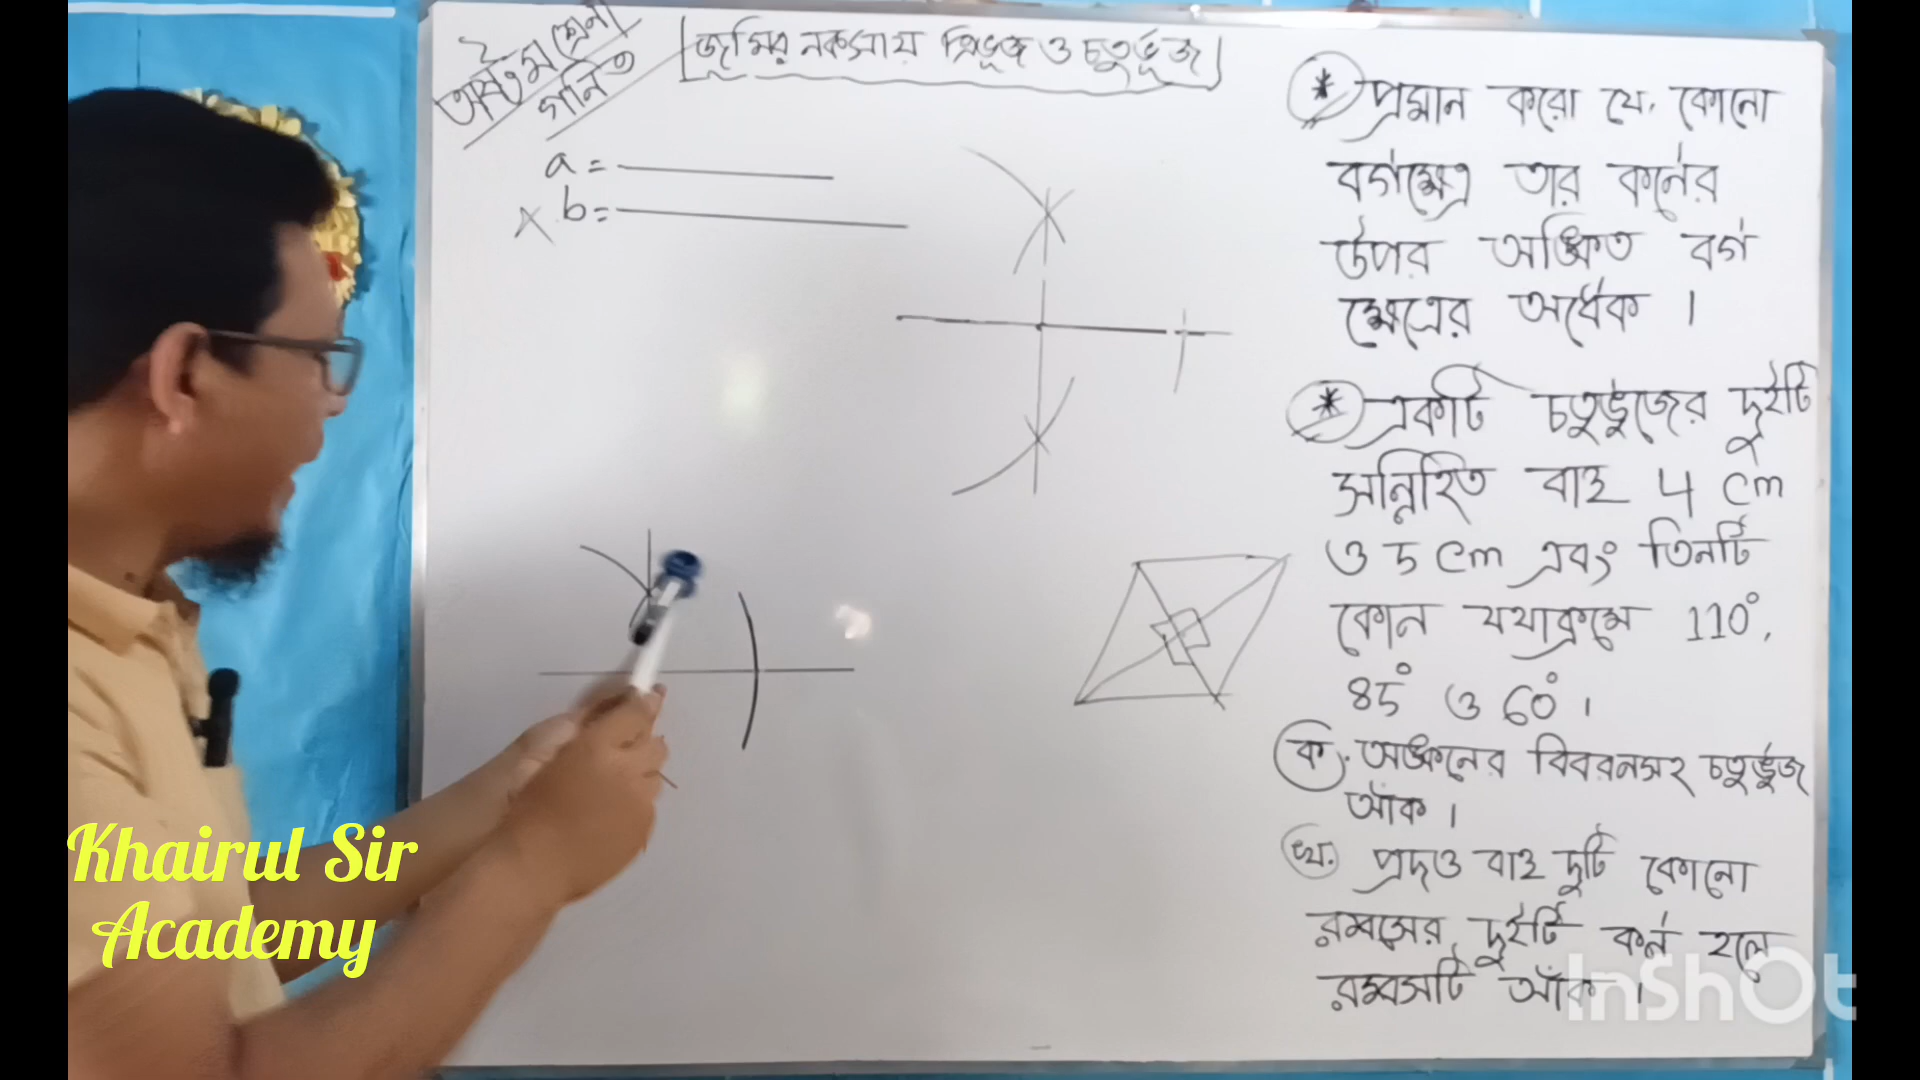 অষ্টম শ্রেনী
গনিত
জমির নকসায় ত্রিভূজ ও চতুর্ভূজ
a =
b =
* প্রমান করো যে, কোনো
বর্গক্ষেত্র তার কর্নের
উপর অঙ্কিত বর্গ
ক্ষেত্রের অর্ধেক ।
* একটি চতুর্ভুজের দুইটি
সন্নিহিত বাহু 4 cm
ও 5 cm এবং তিনটি
কোন যথাক্রমে 110°,
85° ও 60° ।
ক. অঙ্কনের বিবরনসহ চতুর্ভুজ
আঁক ।
খ. প্রদত্ত বাহু দুটি কোনো
রম্বসের দুইটি কর্ন হলে
রম্বসটি আঁক ।
Khairul Sir
Academy
InShOt